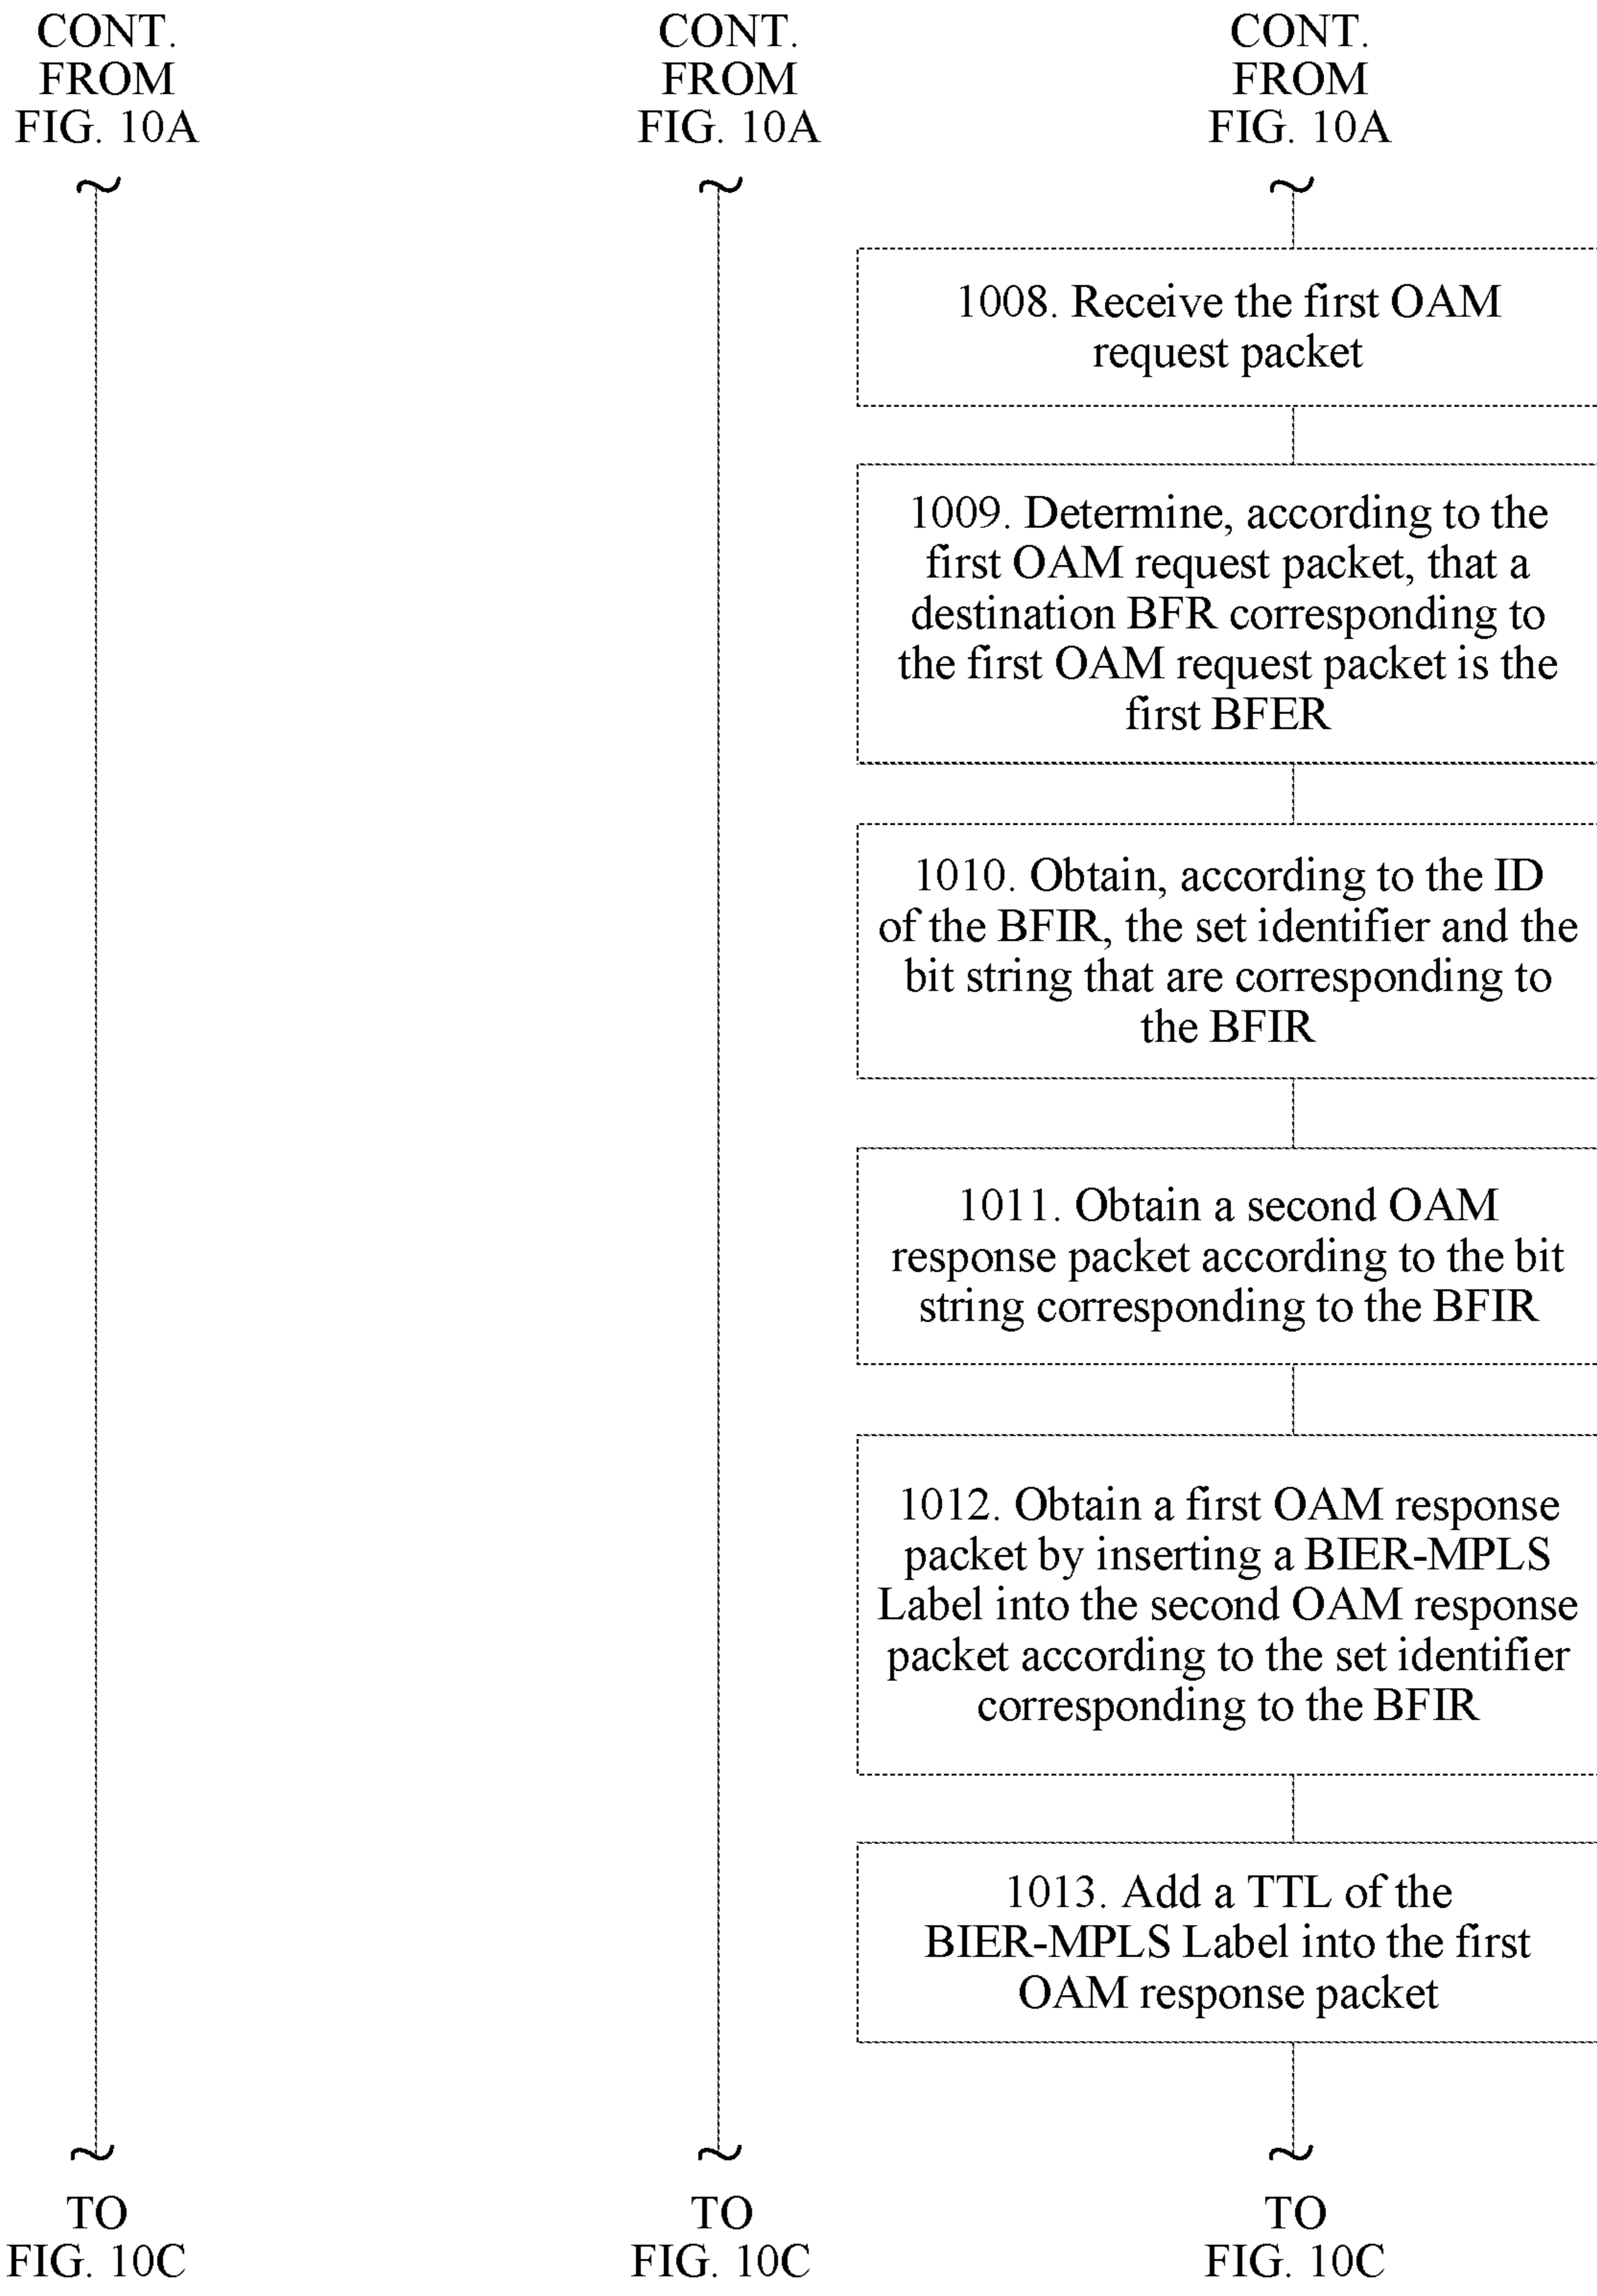 CONT.
FROM
FIG. 10A
CONT.
FROM
FIG. 10A
CONT.
FROM
FIG. 10A
1008. Receive the first OAM
request packet
1009. Determine, according to the
first OAM request packet, that a
destination BFR corresponding to
the first OAM request packet is the
first BFER
1010. Obtain, according to the ID
of the BFIR, the set identifier and the
bit string that are corresponding to
the BFIR
1011. Obtain a second OAM
response packet according to the bit
string corresponding to the BFIR
1012. Obtain a first OAM response
packet by inserting a BIER-MPLS
Label into the second OAM response
packet according to the set identifier
corresponding to the BFIR
1013. Add a TTL of the
BIER-MPLS Label into the first
OAM response packet
TO
FIG. 10C
TO
FIG. 10C
TO
FIG. 10C